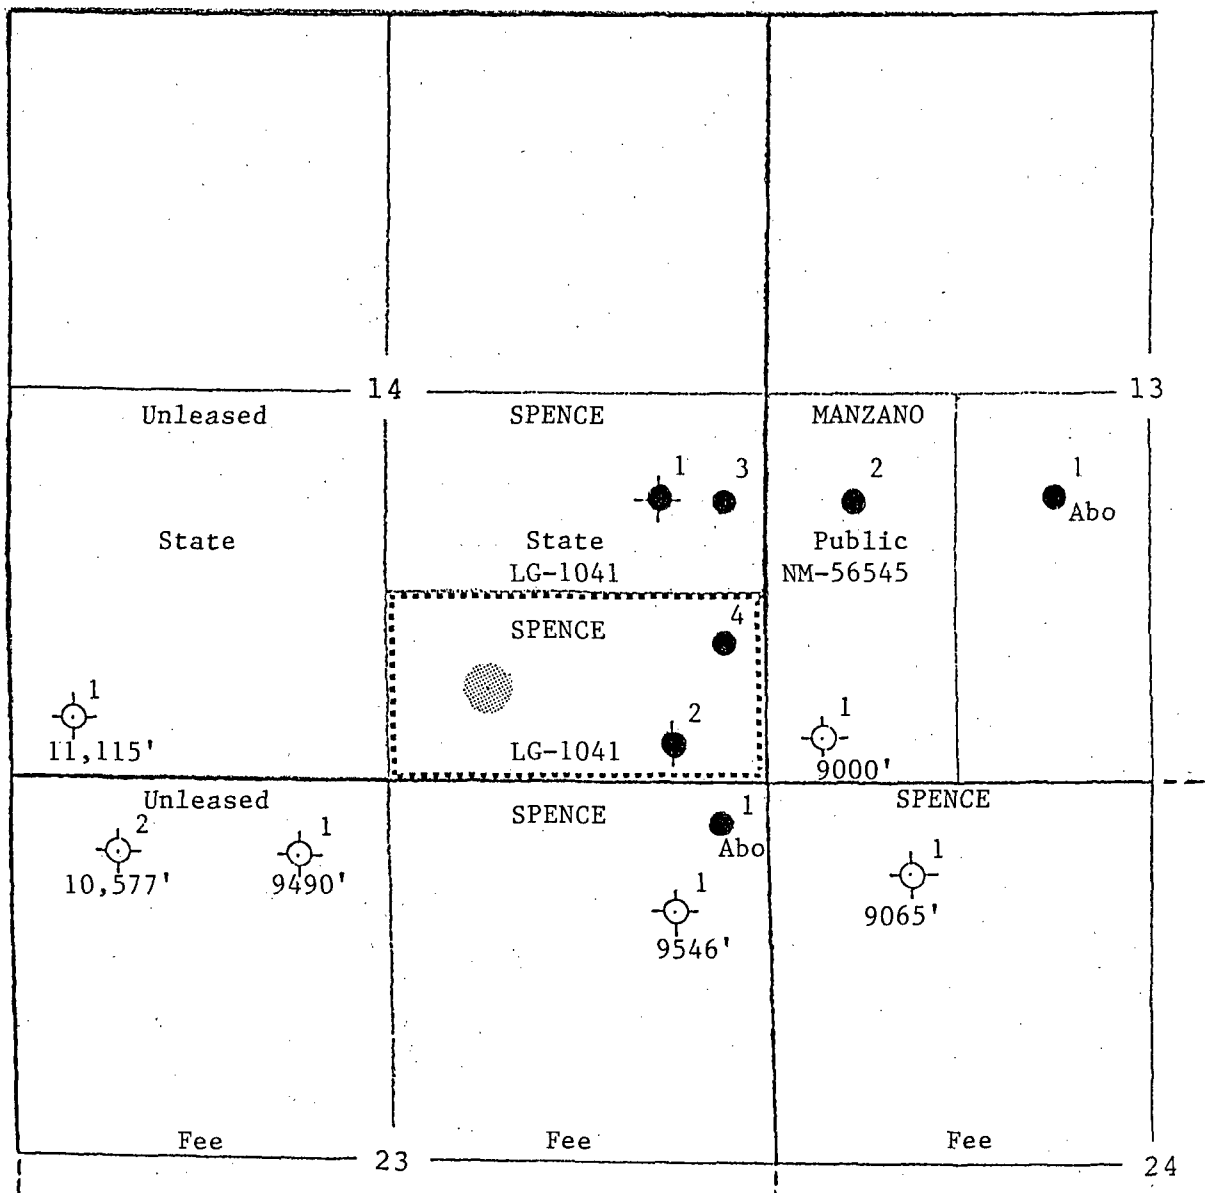 14
13
Unleased
SPENCE
MANZANO
1
3
2
1
Abo
State
State
Public
LG-1041
NM-56545
SPENCE
4
1
11,115'
2
LG-1041
1
9000'
Unleased
SPENCE
SPENCE
2
1
1
Abo
1
10,577'
9490'
1
9065'
9546'
Fee
Fee
Fee
23
24